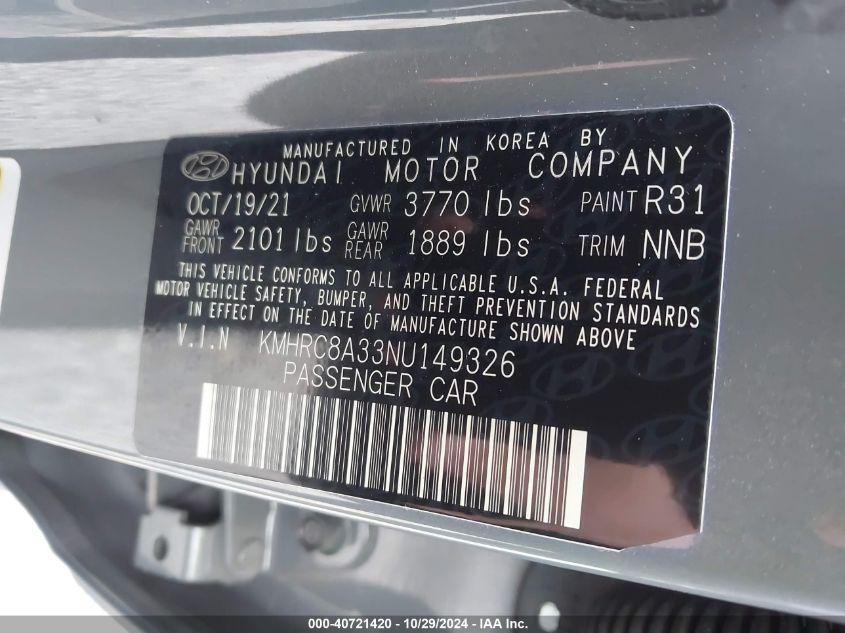 MANUFACTURED IN KOREA BY
HYUNDAI MOTOR COMPANY
OCT/19/21 GVWR 3770 lbs PAINT R31
GAWR FRONT 2101 lbs GAWR REAR 1889 lbs TRIM NNB
THIS VEHICLE CONFORMS TO ALL APPLICABLE U.S.A. FEDERAL
MOTOR VEHICLE SAFETY, BUMPER, AND THEFT PREVENTION STANDARDS
IN EFFECT ON THE DATE OF MANUFACTURE SHOWN ABOVE
V.I.N KMHRC8A33NU149326
PASSENGER CAR
000-40721420 - 10/29/2024 - IAA Inc.